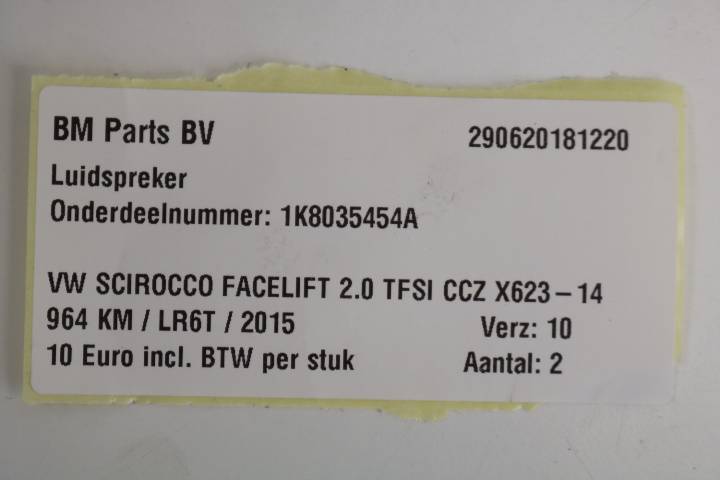 BM Parts BV 290620181220
Luidspreker
Onderdeelnummer: 1K8035454A
VW SCIROCCO FACELIFT 2.0 TFSI CCZ X623-14
964 KM / LR6T / 2015 Verz: 10
10 Euro incl. BTW per stuk Aantal: 2